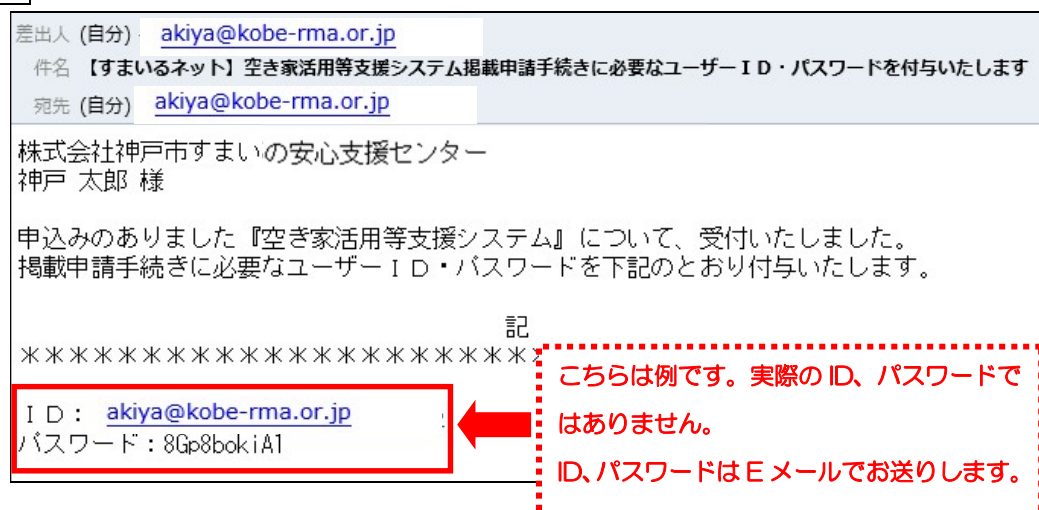 差出人 (自分) akiya@kobe-rma.or.jp
件名 【すまいるネット】空き家活用等支援システム掲載申請手続きに必要なユーザーＩＤ・パスワードを付与いたします
宛先 (自分) akiya@kobe-rma.or.jp
株式会社神戸市すまいの安心支援センター
神戸 太郎 様
申込みのありました『空き家活用等支援システム』について、受付いたしました。
掲載申請手続きに必要なユーザーＩＤ・パスワードを下記のとおり付与いたします。
記
＊＊＊＊＊＊＊＊＊＊＊＊＊＊＊＊＊＊＊＊＊
ＩＤ： akiya@kobe-rma.or.jp
パスワード：8Gp8bokiA1
こちらは例です。実際の ID、パスワードで
はありません。
ID、パスワードは E メールでお送りします。